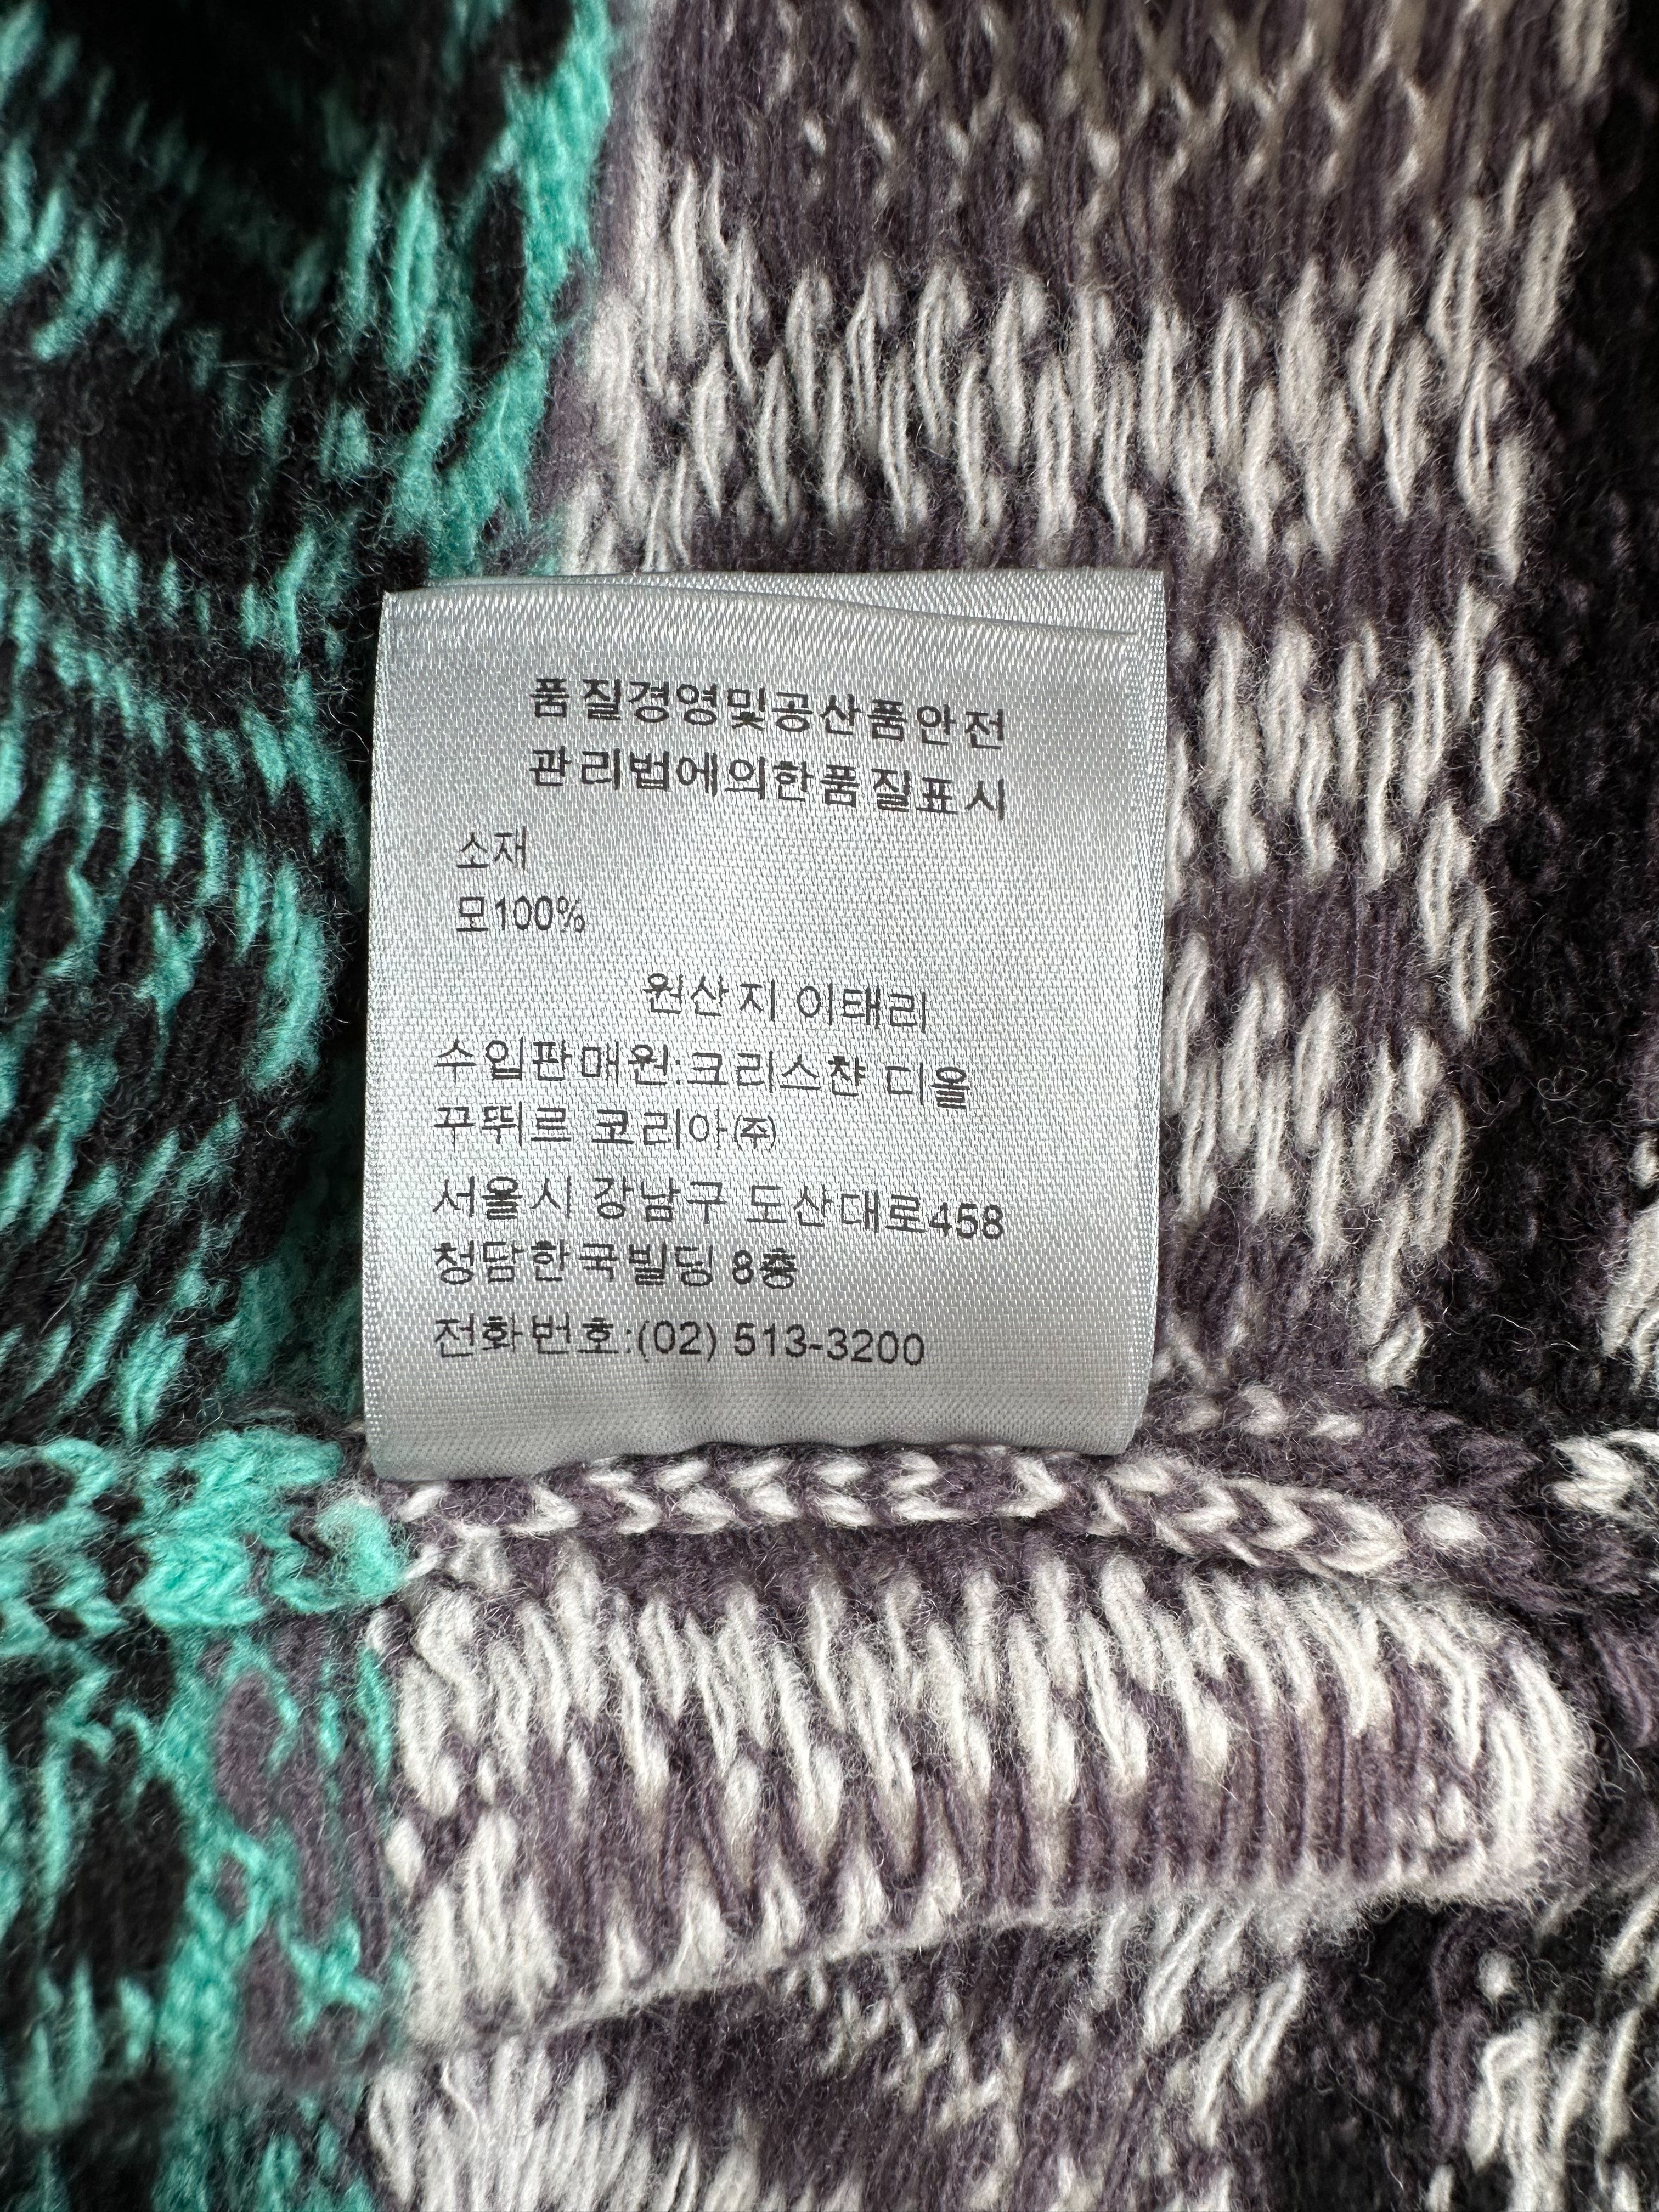 품질경영및공산품안전
관리법에의한품질표시
소재
모100%
원산지 이태리
수입판매원:크리스챤 디올
꾸뛰르 코리아㈜
서울시 강남구 도산대로458
청담한국빌딩 8층
전화번호:(02) 513-3200